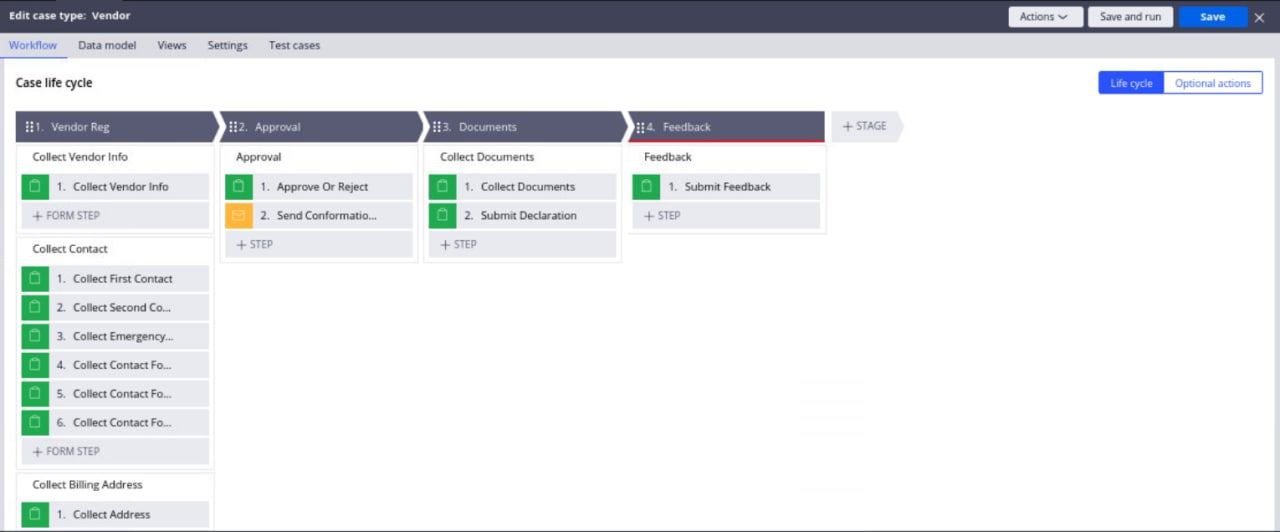 Edit case type: Vendor
Actions
Save and run
Save
Workflow
Data model
Views
Settings
Test cases
Case life cycle
Life cycle
Optional actions
1. Vendor Reg
2. Approval
3. Documents
4. Feedback
+ STAGE
Collect Vendor Info
1. Collect Vendor Info
+ FORM STEP
Collect Contact
1. Collect First Contact
2. Collect Second Co...
3. Collect Emergency...
4. Collect Contact Fo...
5. Collect Contact Fo...
6. Collect Contact Fo...
+ FORM STEP
Collect Billing Address
1. Collect Address
Approval
1. Approve Or Reject
2. Send Conformatio...
+ STEP
Collect Documents
1. Collect Documents
2. Submit Declaration
+ STEP
Feedback
1. Submit Feedback
+ STEP